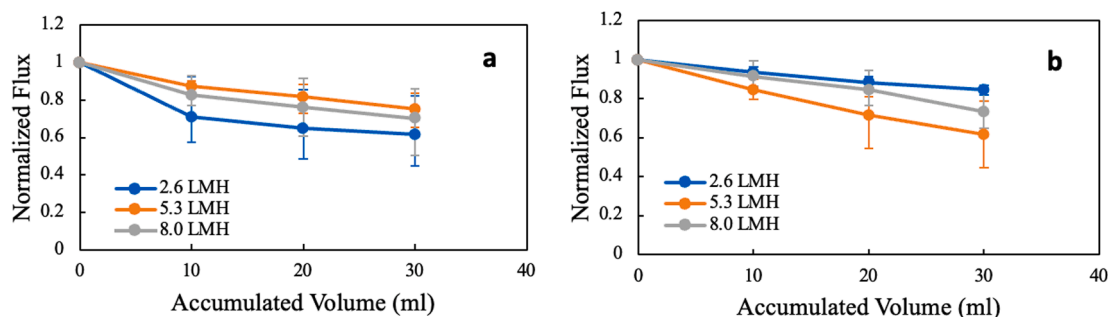 1.2
1
0.8
0.6
0.4
0.2
0
Normalized Flux
a
2.6 LMH
5.3 LMH
8.0 LMH
0 10 20 30 40
Accumulated Volume (ml)
1.2
1
0.8
0.6
0.4
0.2
0
Normalized Flux
b
2.6 LMH
5.3 LMH
8.0 LMH
0 10 20 30 40
Accumulated Volume (ml)